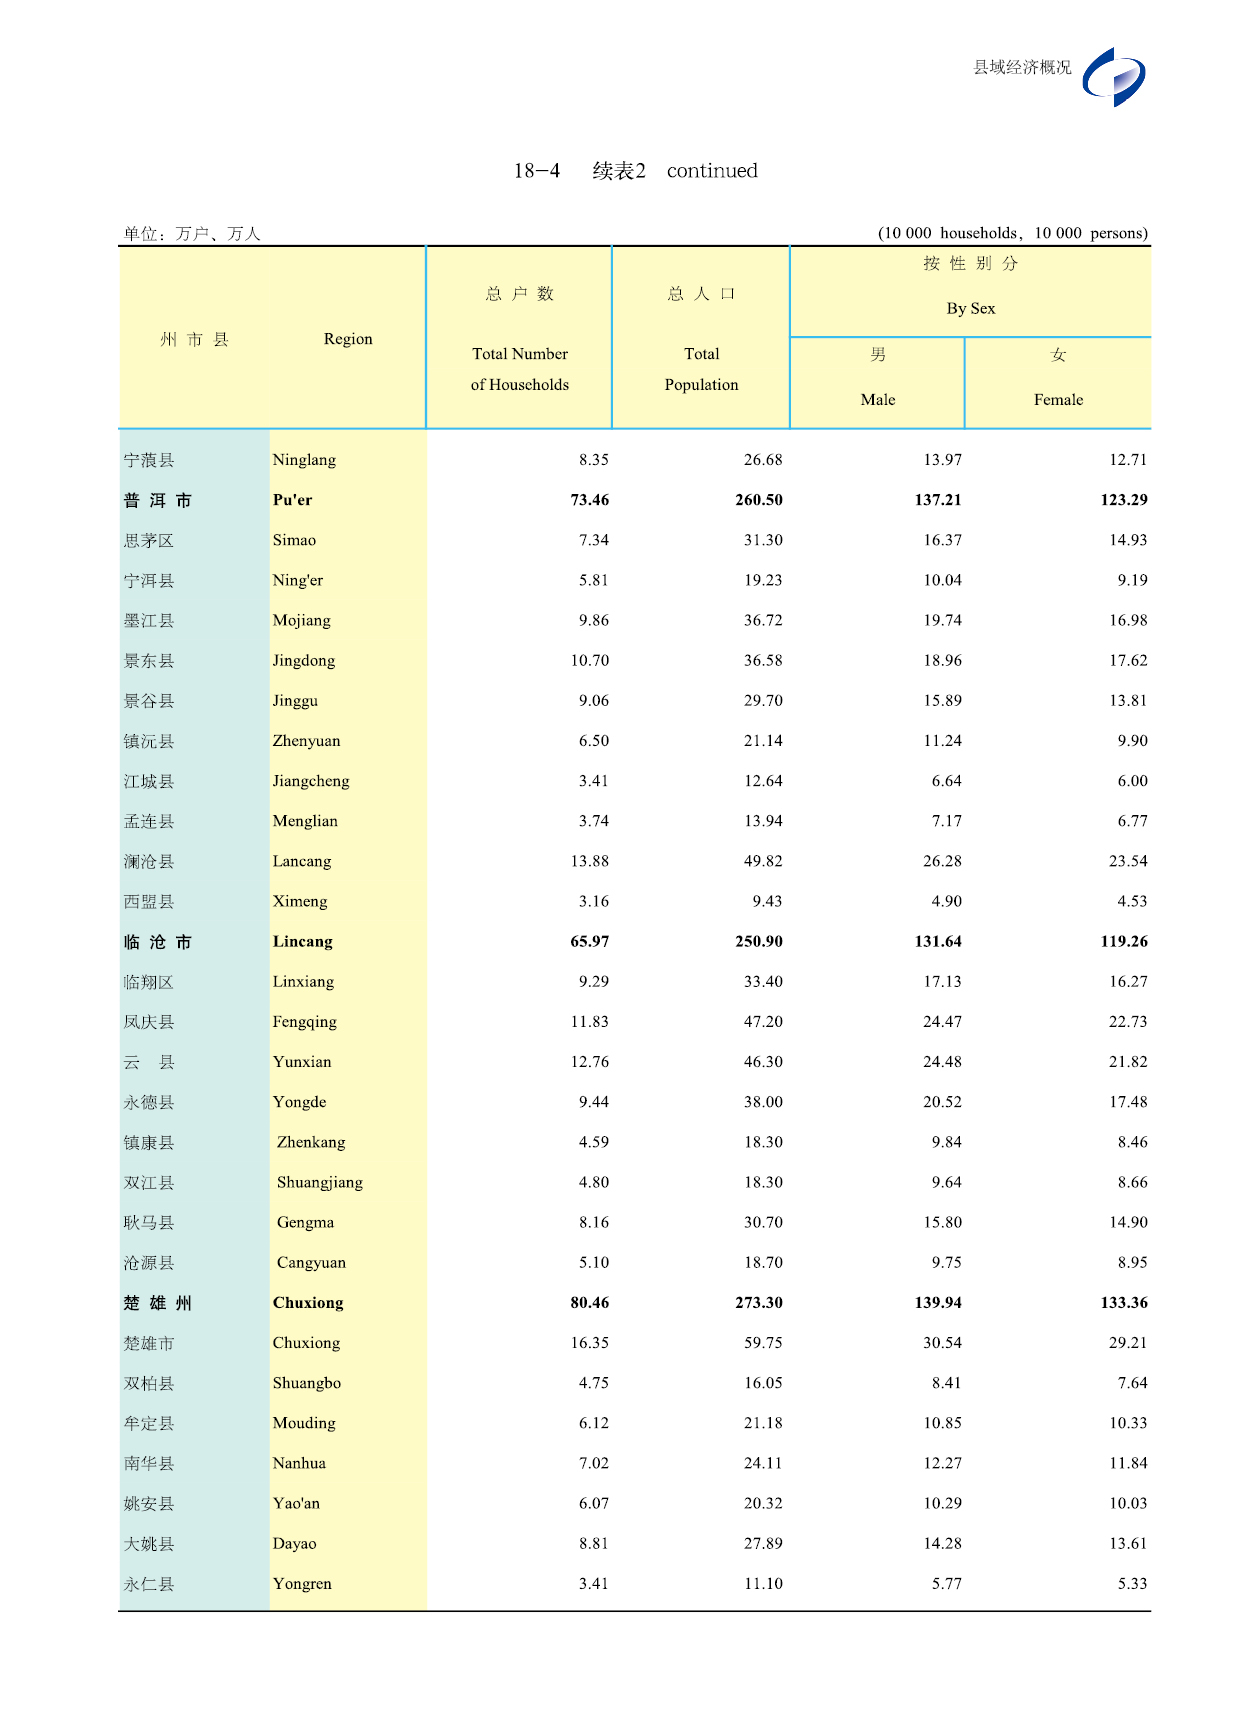 县域经济概况
18-4 续表2 continued
单位：万户、万人 (10 000 households, 10 000 persons)
州 市 县 Region 总 户 数 Total Number of Households 总 人 口 Total Population 按 性 别 分 By Sex
男 Male 女 Female
宁蒗县 Ninglang 8.35 26.68 13.97 12.71
普 洱 市 Pu'er 73.46 260.50 137.21 123.29
思茅区 Simao 7.34 31.30 16.37 14.93
宁洱县 Ning'er 5.81 19.23 10.04 9.19
墨江县 Mojiang 9.86 36.72 19.74 16.98
景东县 Jingdong 10.70 36.58 18.96 17.62
景谷县 Jinggu 9.06 29.70 15.89 13.81
镇沅县 Zhenyuan 6.50 21.14 11.24 9.90
江城县 Jiangcheng 3.41 12.64 6.64 6.00
孟连县 Menglian 3.74 13.94 7.17 6.77
澜沧县 Lancang 13.88 49.82 26.28 23.54
西盟县 Ximeng 3.16 9.43 4.90 4.53
临 沧 市 Lincang 65.97 250.90 131.64 119.26
临翔区 Linxiang 9.29 33.40 17.13 16.27
凤庆县 Fengqing 11.83 47.20 24.47 22.73
云 县 Yunxian 12.76 46.30 24.48 21.82
永德县 Yongde 9.44 38.00 20.52 17.48
镇康县 Zhenkang 4.59 18.30 9.84 8.46
双江县 Shuangjiang 4.80 18.30 9.64 8.66
耿马县 Gengma 8.16 30.70 15.80 14.90
沧源县 Cangyuan 5.10 18.70 9.75 8.95
楚 雄 州 Chuxiong 80.46 273.30 139.94 133.36
楚雄市 Chuxiong 16.35 59.75 30.54 29.21
双柏县 Shuangbo 4.75 16.05 8.41 7.64
牟定县 Mouding 6.12 21.18 10.85 10.33
南华县 Nanhua 7.02 24.11 12.27 11.84
姚安县 Yao'an 6.07 20.32 10.29 10.03
大姚县 Dayao 8.81 27.89 14.28 13.61
永仁县 Yongren 3.41 11.10 5.77 5.33